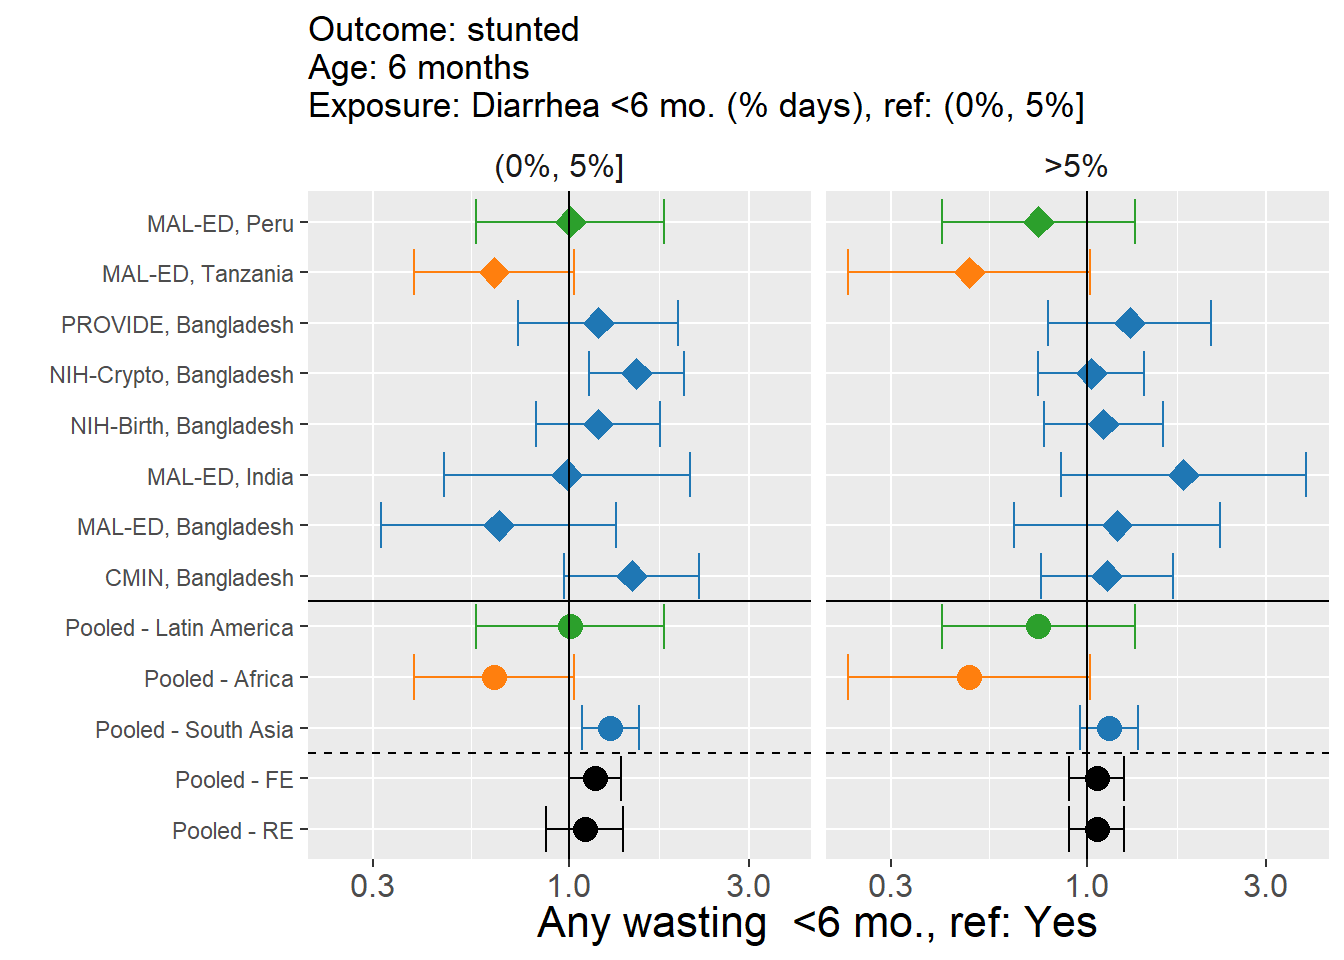 Outcome: stunted
Age: 6 months
Exposure: Diarrhea <6 mo. (% days), ref: (0%, 5%]
(0%, 5%]
>5%
MAL-ED, Peru
MAL-ED, Tanzania
PROVIDE, Bangladesh
NIH-Crypto, Bangladesh
NIH-Birth, Bangladesh
MAL-ED, India
MAL-ED, Bangladesh
CMIN, Bangladesh
Pooled - Latin America
Pooled - Africa
Pooled - South Asia
Pooled - FE
Pooled - RE
0.3 1.0 3.0 0.3 1.0 3.0
Any wasting  <6 mo., ref: Yes